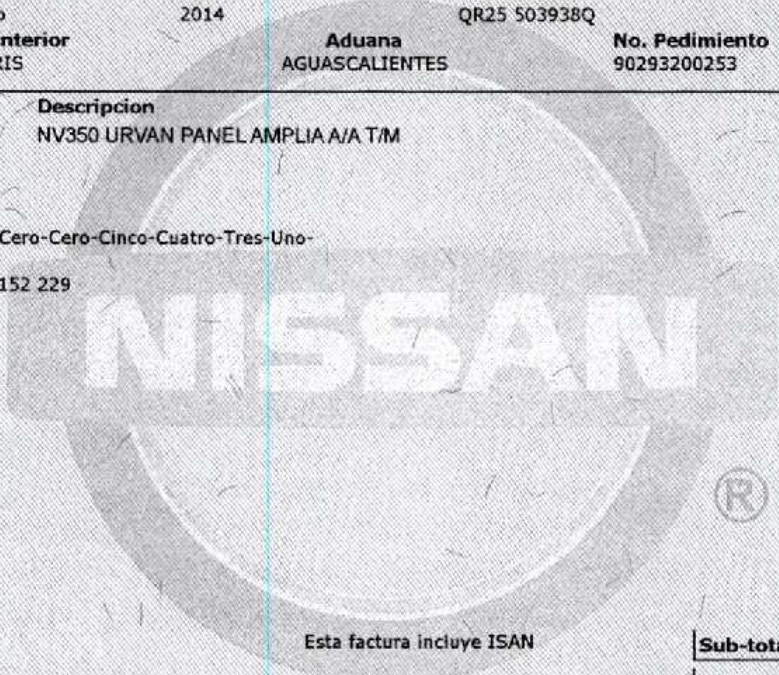 2014 QR25 503938Q
Aduana No. Pedimiento
AGUASCALIENTES 90293200253
Descripcion
NV350 URVAN PANEL AMPLIA A/A T/M
Cero-Cero-Cinco-Cuatro-Tres-Uno-
152 229
NISSAN
®
Esta factura incluye ISAN